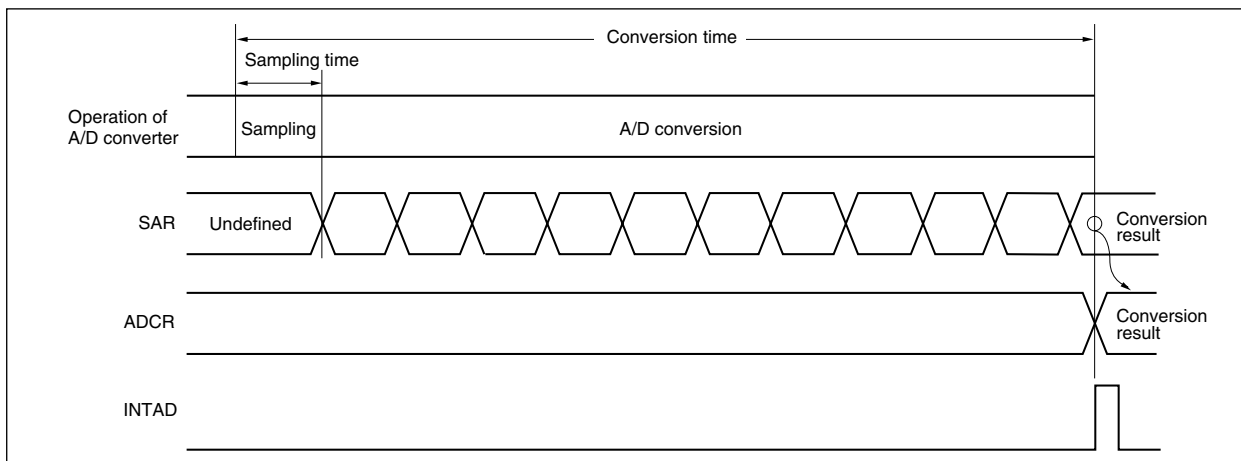 Conversion time
Sampling time
Operation of
A/D converter
Sampling
A/D conversion
SAR
Undefined
Conversion
result
ADCR
Conversion
result
INTAD